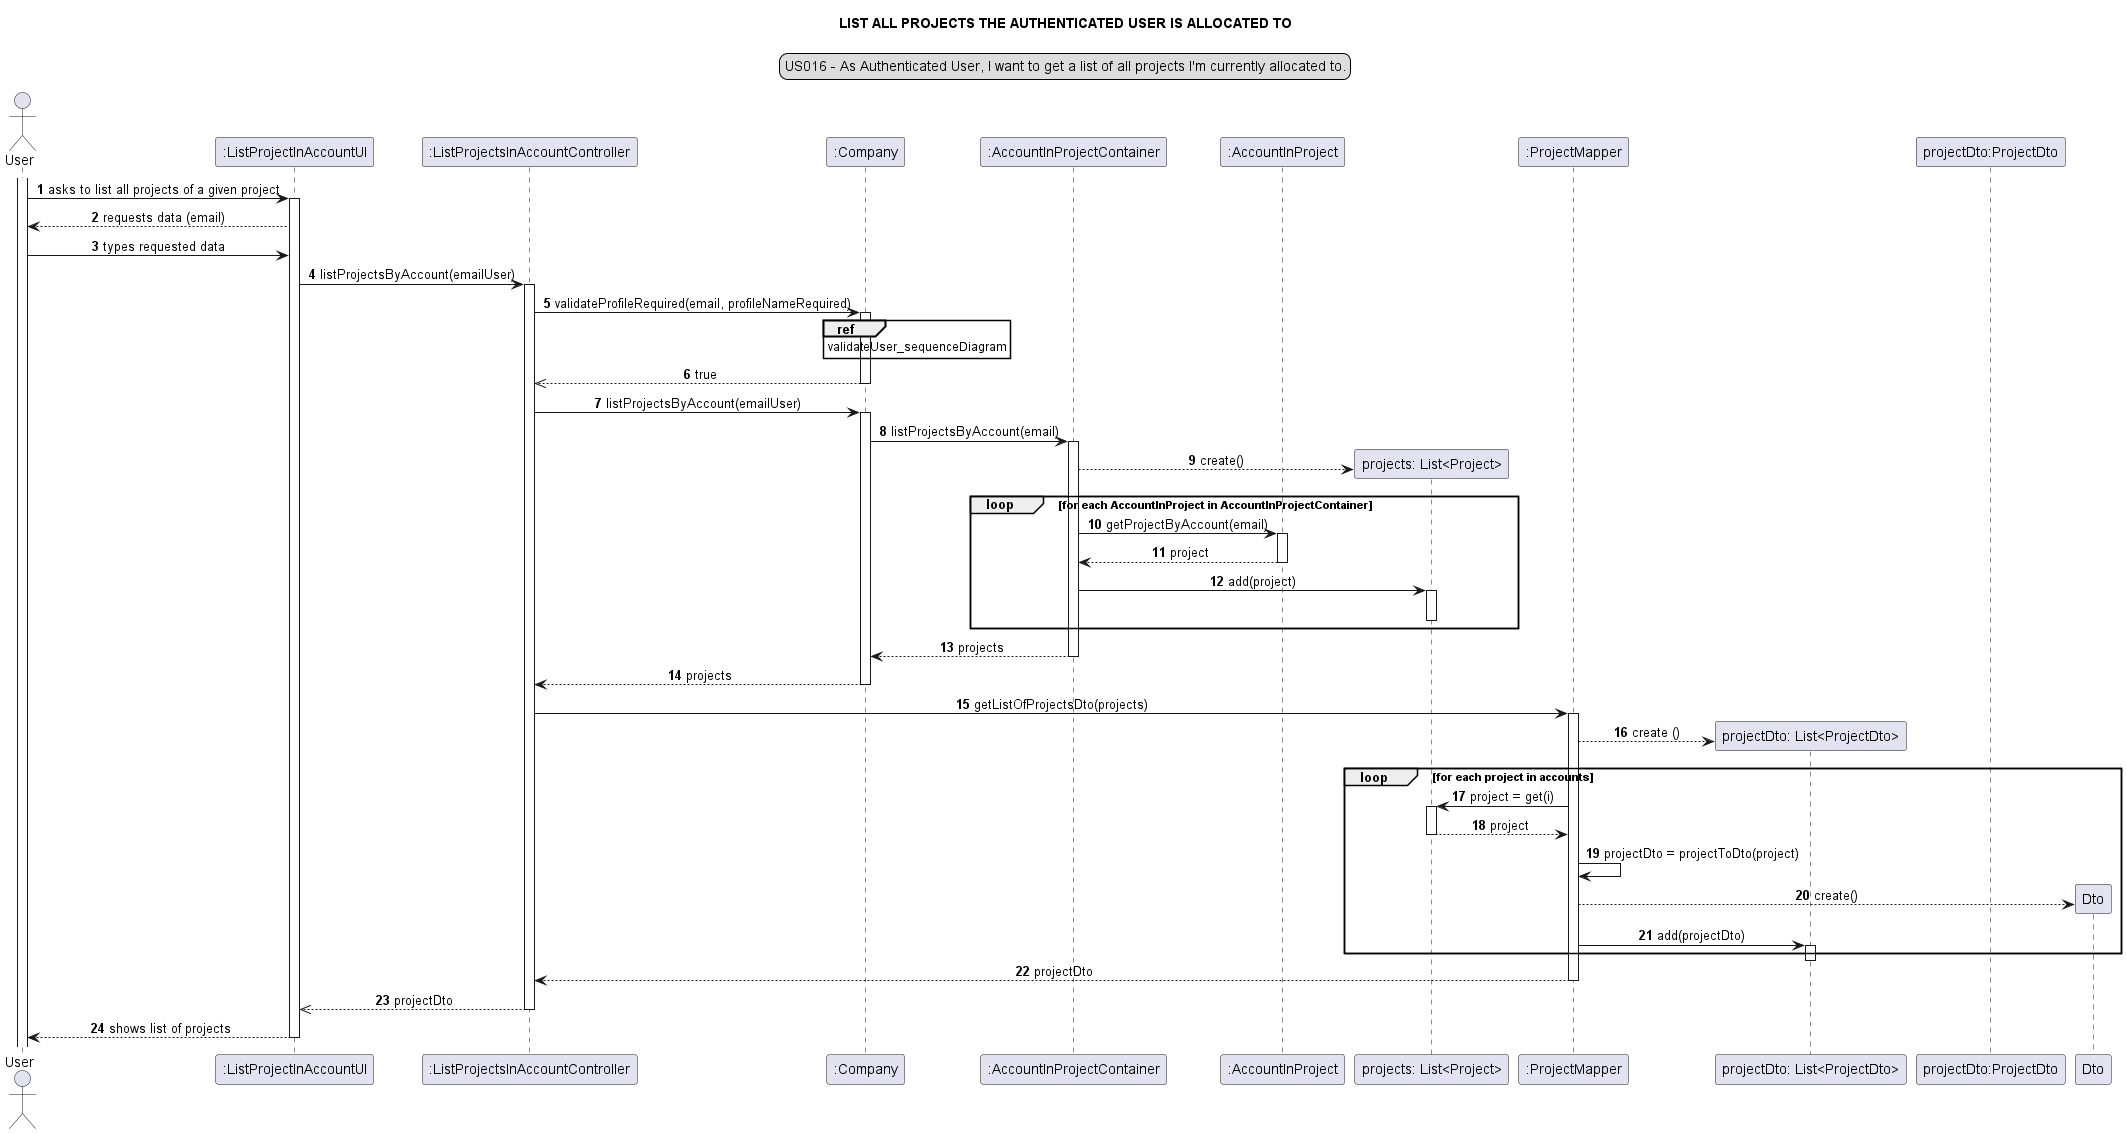 LIST ALL PROJECTS THE AUTHENTICATED USER IS ALLOCATED TO
US016 - As Authenticated User, I want to get a list of all projects I'm currently allocated to.
User
:ListProjectInAccountUI
:ListProjectsInAccountController
:Company
:AccountInProjectContainer
:AccountInProject
:ProjectMapper
projectDto:ProjectDto
1 asks to list all projects of a given project
2 requests data (email)
3 types requested data
4 listProjectsByAccount(emailUser)
5 validateProfileRequired(email, profileNameRequired)
ref
validateUser_sequenceDiagram
6 true
7 listProjectsByAccount(emailUser)
8 listProjectsByAccount(email)
9 create()
projects: List<Project>
loop
[for each AccountInProject in AccountInProjectContainer]
10 getProjectByAccount(email)
11 project
12 add(project)
13 projects
14 projects
15 getListOfProjectsDto(projects)
16 create ()
projectDto: List<ProjectDto>
loop
[for each project in accounts]
17 project = get(i)
18 project
19 projectDto = projectToDto(project)
20 create()
Dto
21 add(projectDto)
22 projectDto
23 projectDto
24 shows list of projects
User
:ListProjectInAccountUI
:ListProjectsInAccountController
:Company
:AccountInProjectContainer
:AccountInProject
projects: List<Project>
:ProjectMapper
projectDto: List<ProjectDto>
projectDto:ProjectDto
Dto